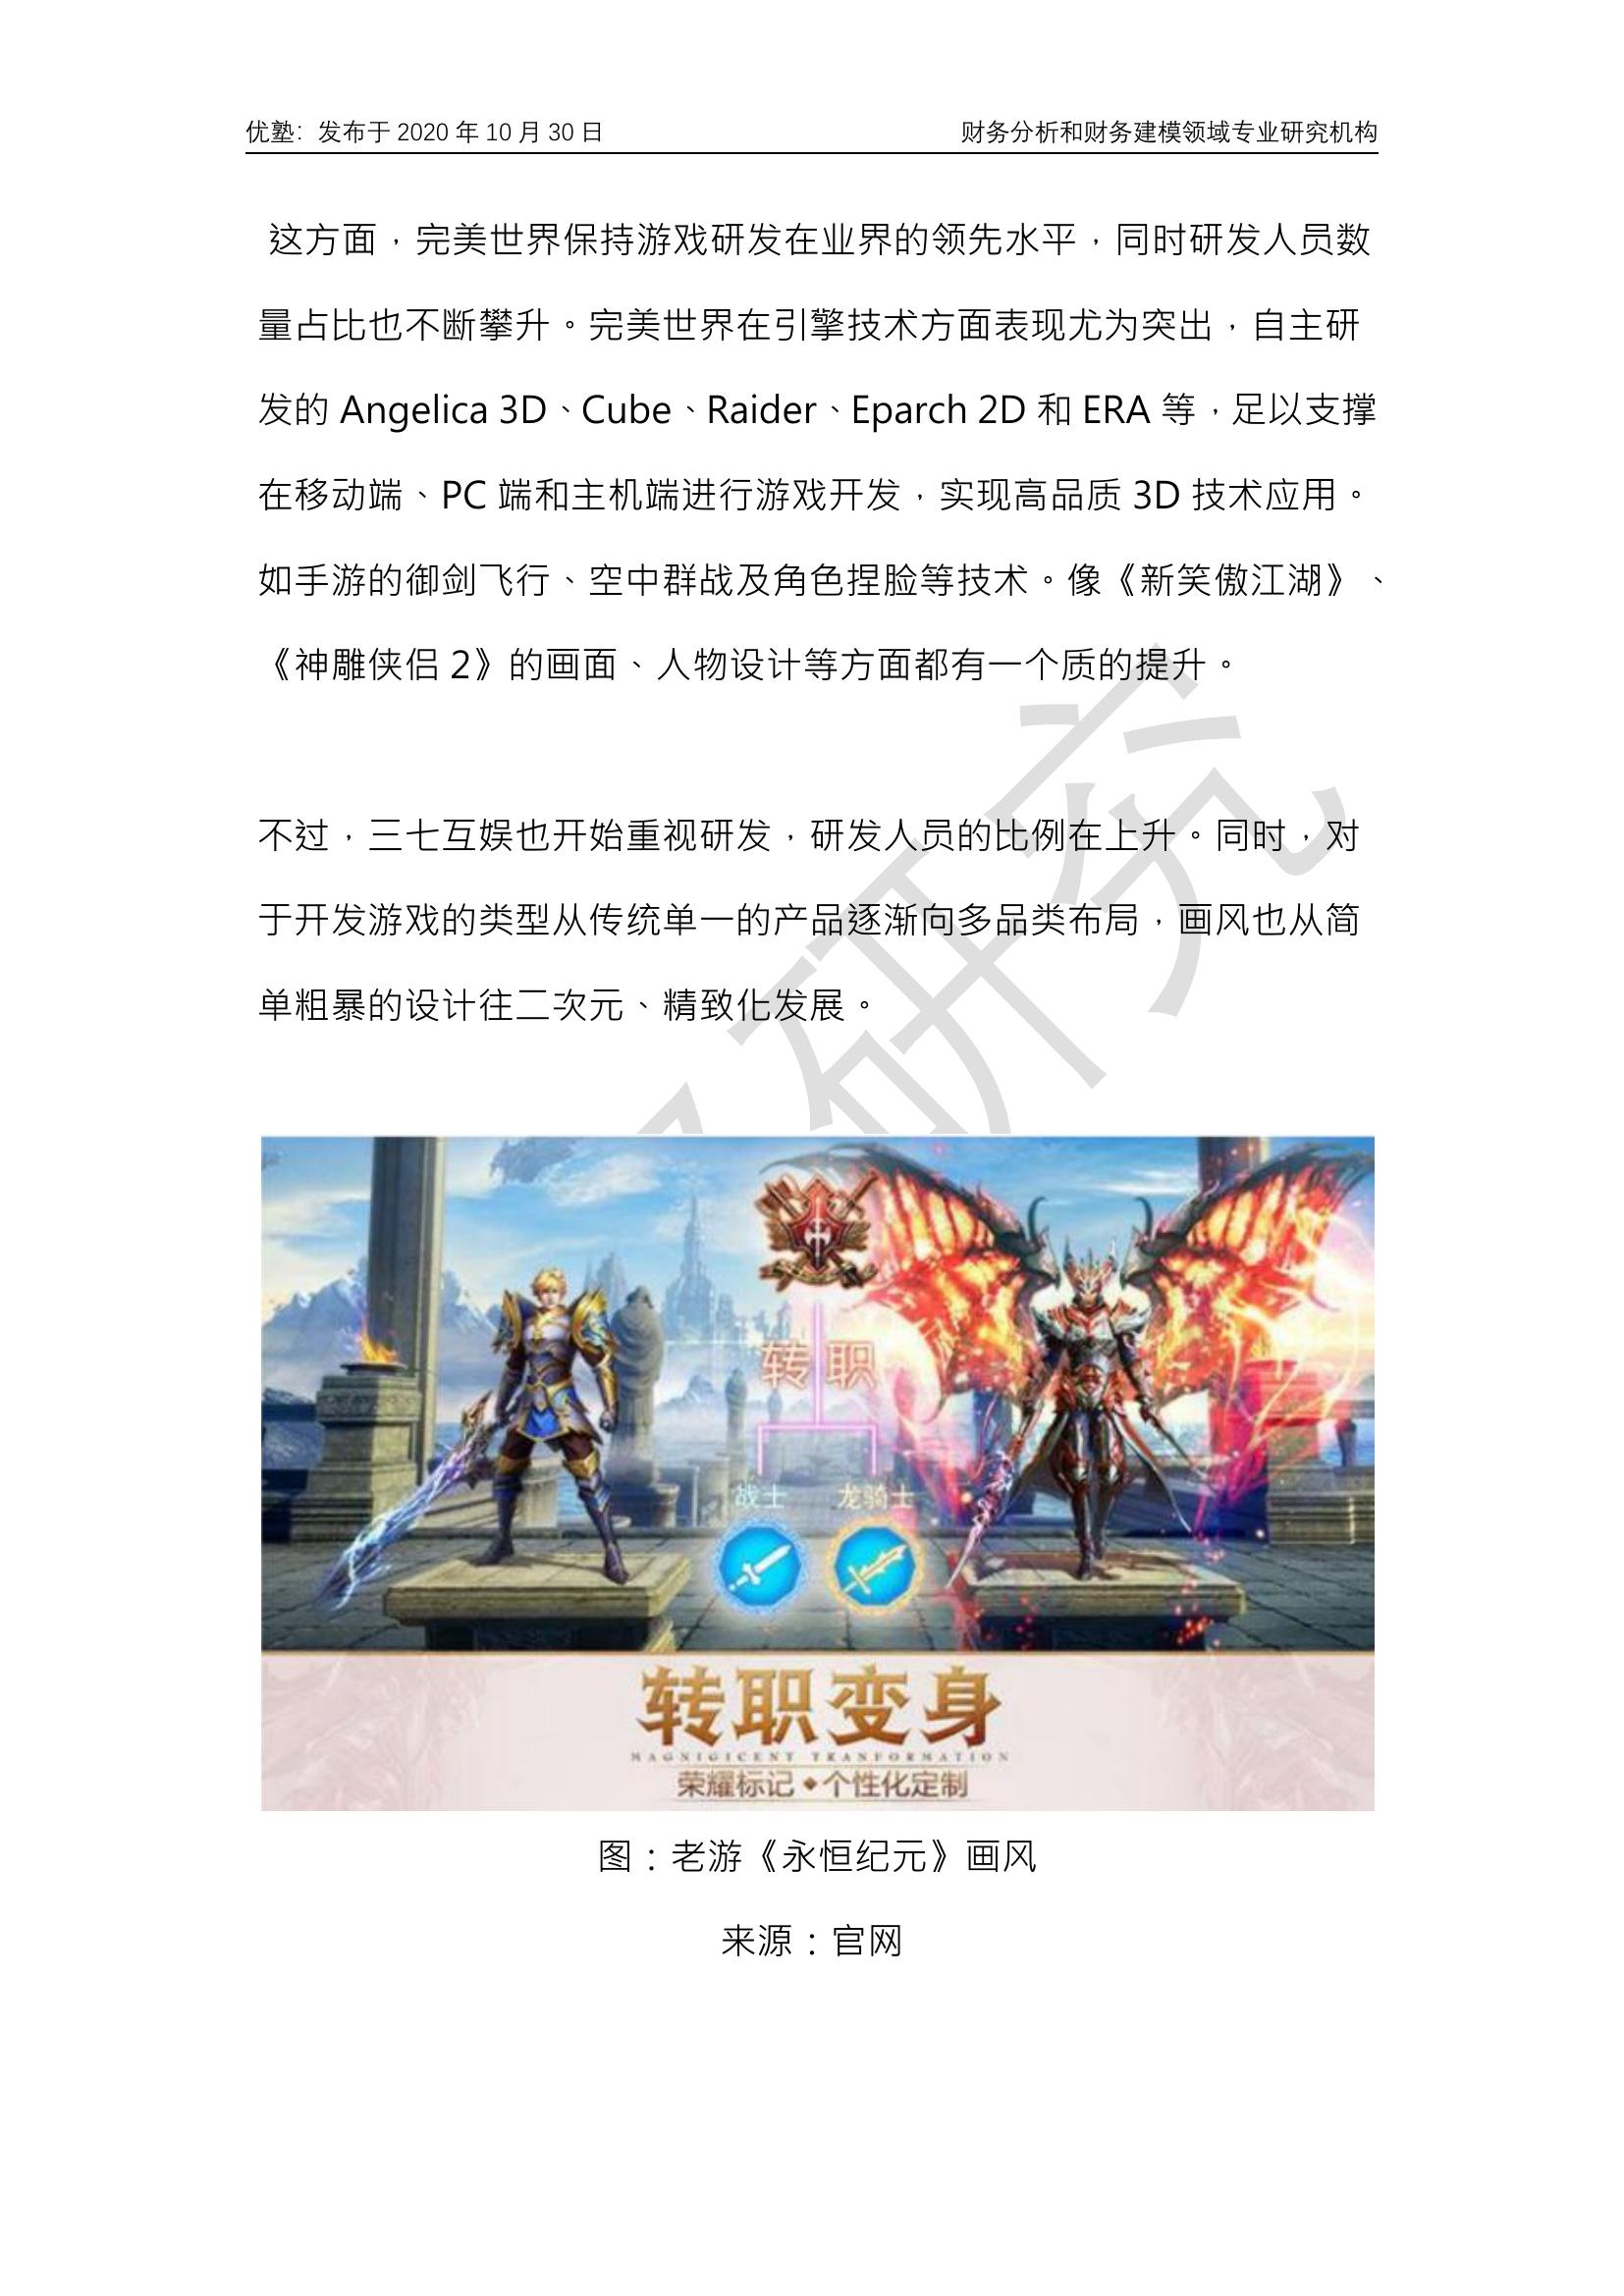 优塾：发布于 2020 年 10 月 30 日
财务分析和财务建模领域专业研究机构
这方面，完美世界保持游戏研发在业界的领先水平，同时研发人员数
量占比也不断攀升。完美世界在引擎技术方面表现尤为突出，自主研
发的 Angelica 3D、Cube、Raider、Eparch 2D 和 ERA 等，足以支撑
在移动端、PC 端和主机端进行游戏开发，实现高品质 3D 技术应用。
如手游的御剑飞行、空中群战及角色捏脸等技术。像《新笑傲江湖》、
《神雕侠侣 2》的画面、人物设计等方面都有一个质的提升。
不过，三七互娱也开始重视研发，研发人员的比例在上升。同时，对
于开发游戏的类型从传统单一的产品逐渐向多品类布局，画风也从简
单粗暴的设计往二次元、精致化发展。
研究
转职
战士 龙骑士
转职变身
MAGNIGICENT TRANFORMATION
荣耀标记◆个性化定制
图：老游《永恒纪元》画风
来源：官网